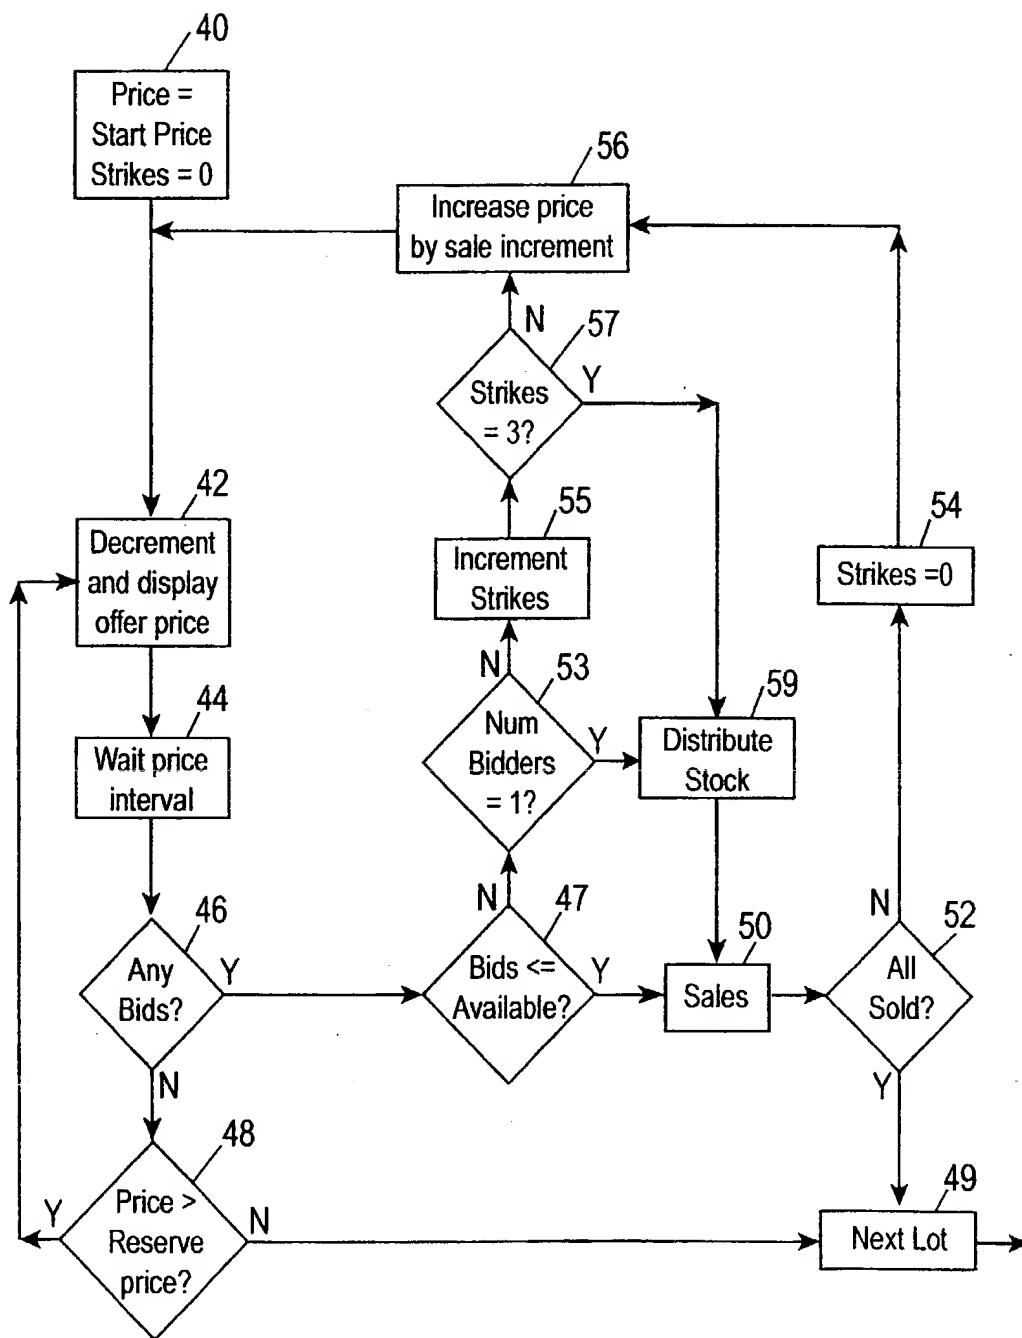 40
Price =
Start Price
Strikes = 0
56
Increase price
by sale increment
N
57
Strikes
= 3?
Y
42
Decrement
and display
offer price
55
Increment
Strikes
54
Strikes =0
N
53
Num
Bidders
= 1?
Y
59
Distribute
Stock
44
Wait price
interval
46
Any
Bids?
Y
N
N
47
Bids <=
Available?
Y
50
Sales
N
52
All
Sold?
Y
48
Price >
Reserve
price?
Y
N
49
Next Lot